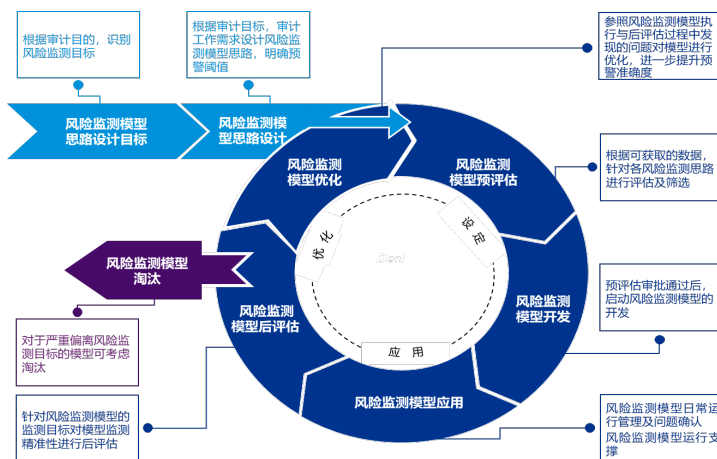 根据审计目的，识别
风险监测目标
根据审计目标，审计
工作需求设计风险监
测模型思路，明确预
警阈值
参照风险监测模型执
行与后评估过程中发
现的问题对模型进行
优化，进一步提升预
警准确度
风险监测模型
思路设计目标
风险监测模
型思路设计
风险监测
模型优化
风险监测
模型预评估
根据可获取的数据，
针对各风险监测思路
进行评估及筛选
优 化
设 定
Deal
风险监测模型
淘汰
风险监测
模型后评估
风险监测
模型开发
预评估审批通过后，
启动风险监测模型的
开发
对于严重偏离风险监
测目标的模型可考虑
淘汰
应 用
风险监测模型应用
针对风险监测模型的
监测目标对模型监测
精准性进行后评估
风险监测模型日常运
行管理及问题确认
风险监测模型运行支
撑